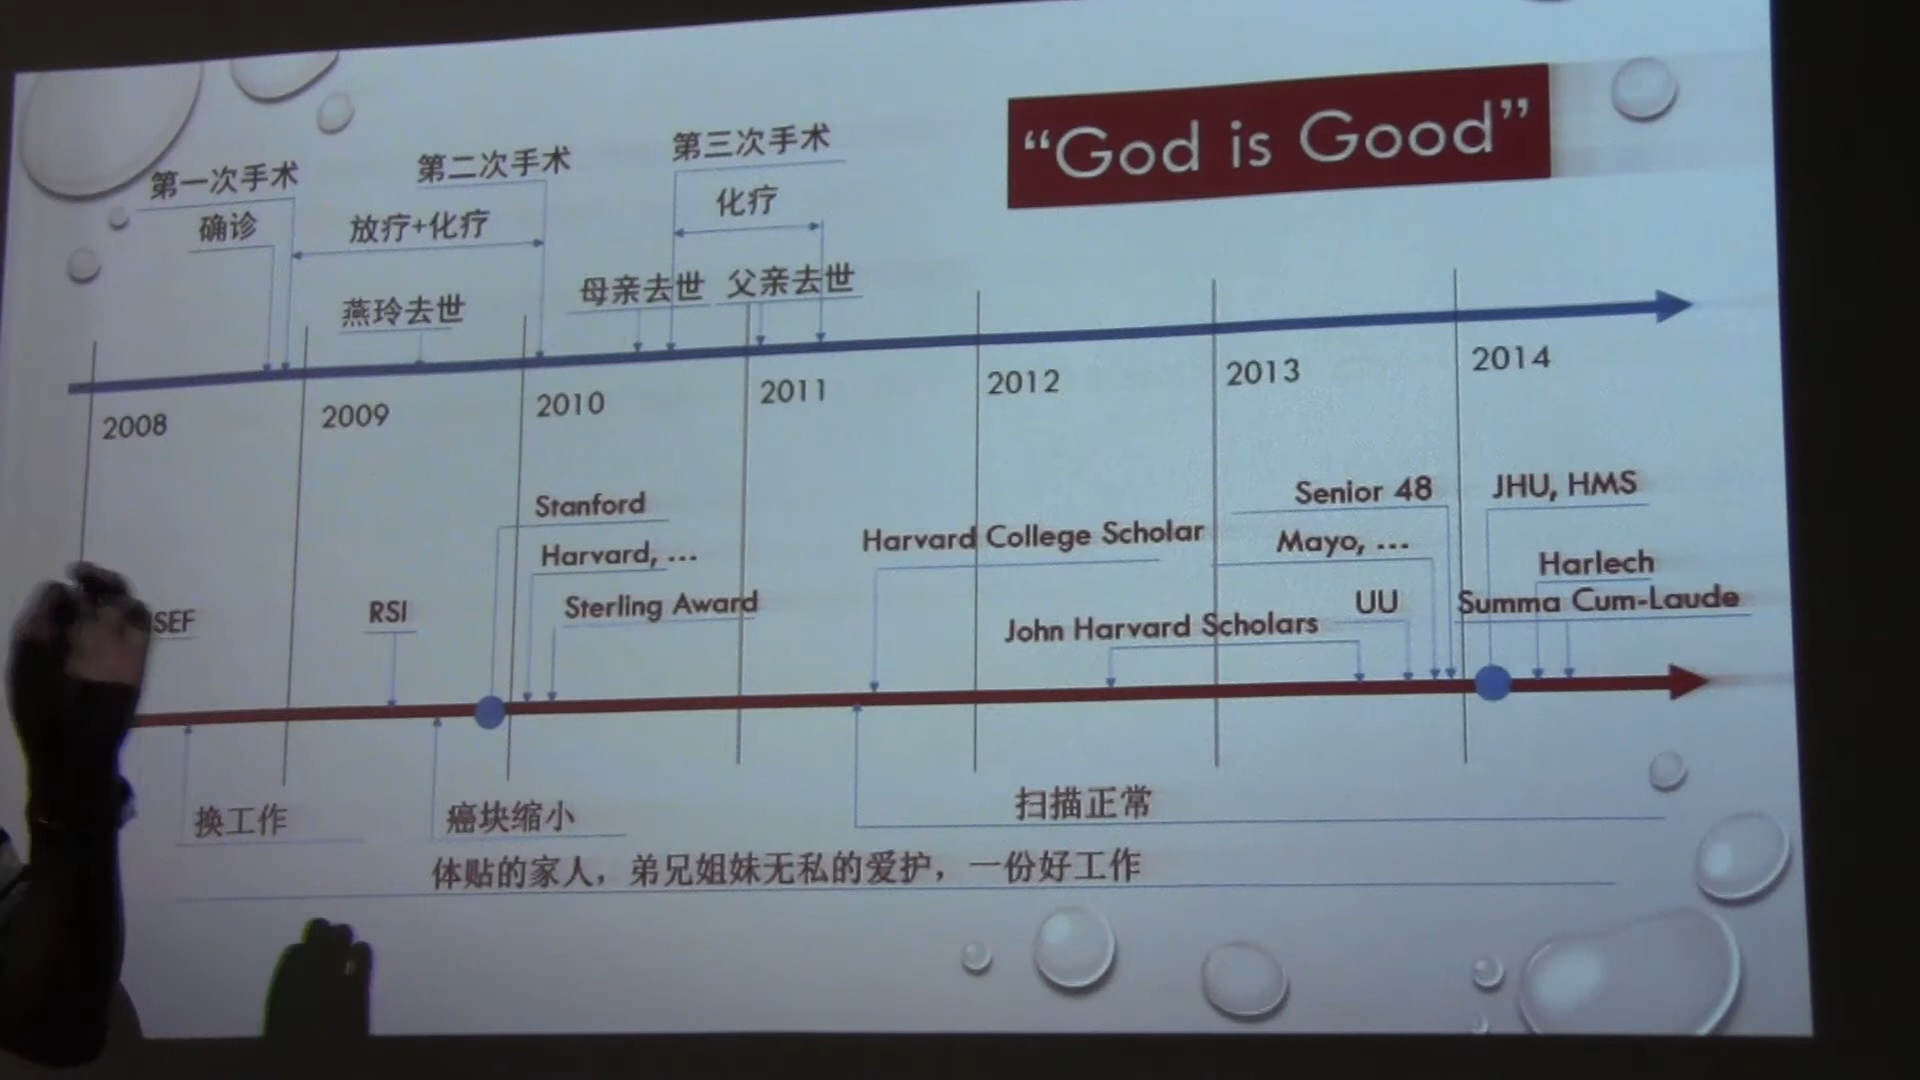 “God is Good”
第一次手术
第二次手术
第三次手术
确诊
放疗+化疗
化疗
燕玲去世
母亲去世
父亲去世
2008
2009
2010
2011
2012
2013
2014
Stanford
Harvard, ...
Sterling Award
Harvard College Scholar
Senior 48
JHU, HMS
Mayo, ...
Harlech
SEF
RSI
John Harvard Scholars
UU
Summa Cum-Laude
换工作
癌块缩小
扫描正常
体贴的家人，弟兄姐妹无私的爱护，一份好工作